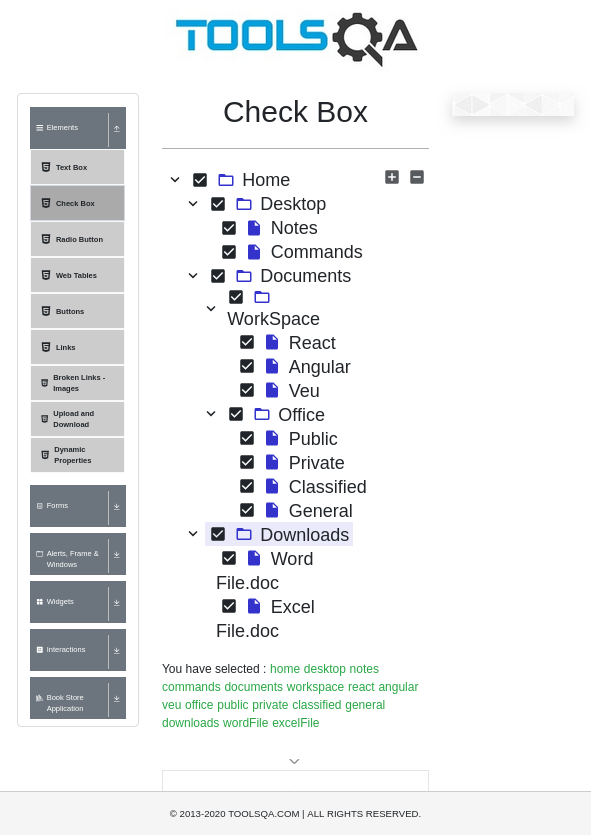 TOOLSQA
Elements
Text Box
Check Box
Radio Button
Web Tables
Buttons
Links
Broken Links -
Images
Upload and
Download
Dynamic
Properties
Forms
Alerts, Frame &
Windows
Widgets
Interactions
Book Store
Application
Check Box
Home
Desktop
Notes
Commands
Documents
WorkSpace
React
Angular
Veu
Office
Public
Private
Classified
General
Downloads
Word
File.doc
Excel
File.doc
You have selected : home desktop notes
commands documents workspace react angular
veu office public private classified general
downloads wordFile excelFile
© 2013-2020 TOOLSQA.COM | ALL RIGHTS RESERVED.